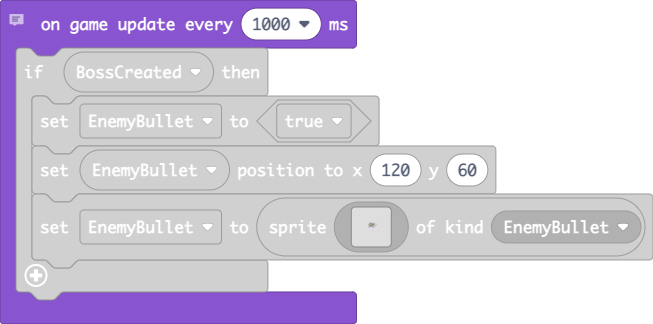 on game update every 1000 ms
if BossCreated then
set EnemyBullet to true
set EnemyBullet position to x 120 y 60
set EnemyBullet to sprite of kind EnemyBullet